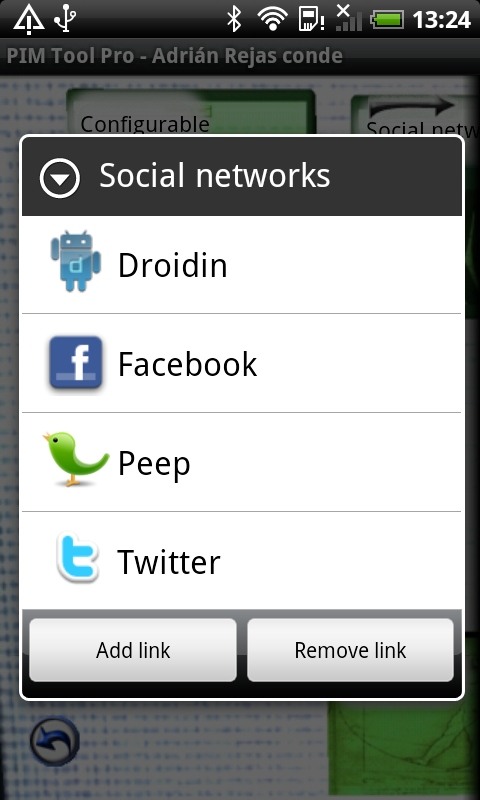 13:24
PIM Tool Pro - Adrián Rejas conde
Configurable
Social netw
Social networks
Droidin
Facebook
Peep
Twitter
Add link
Remove link